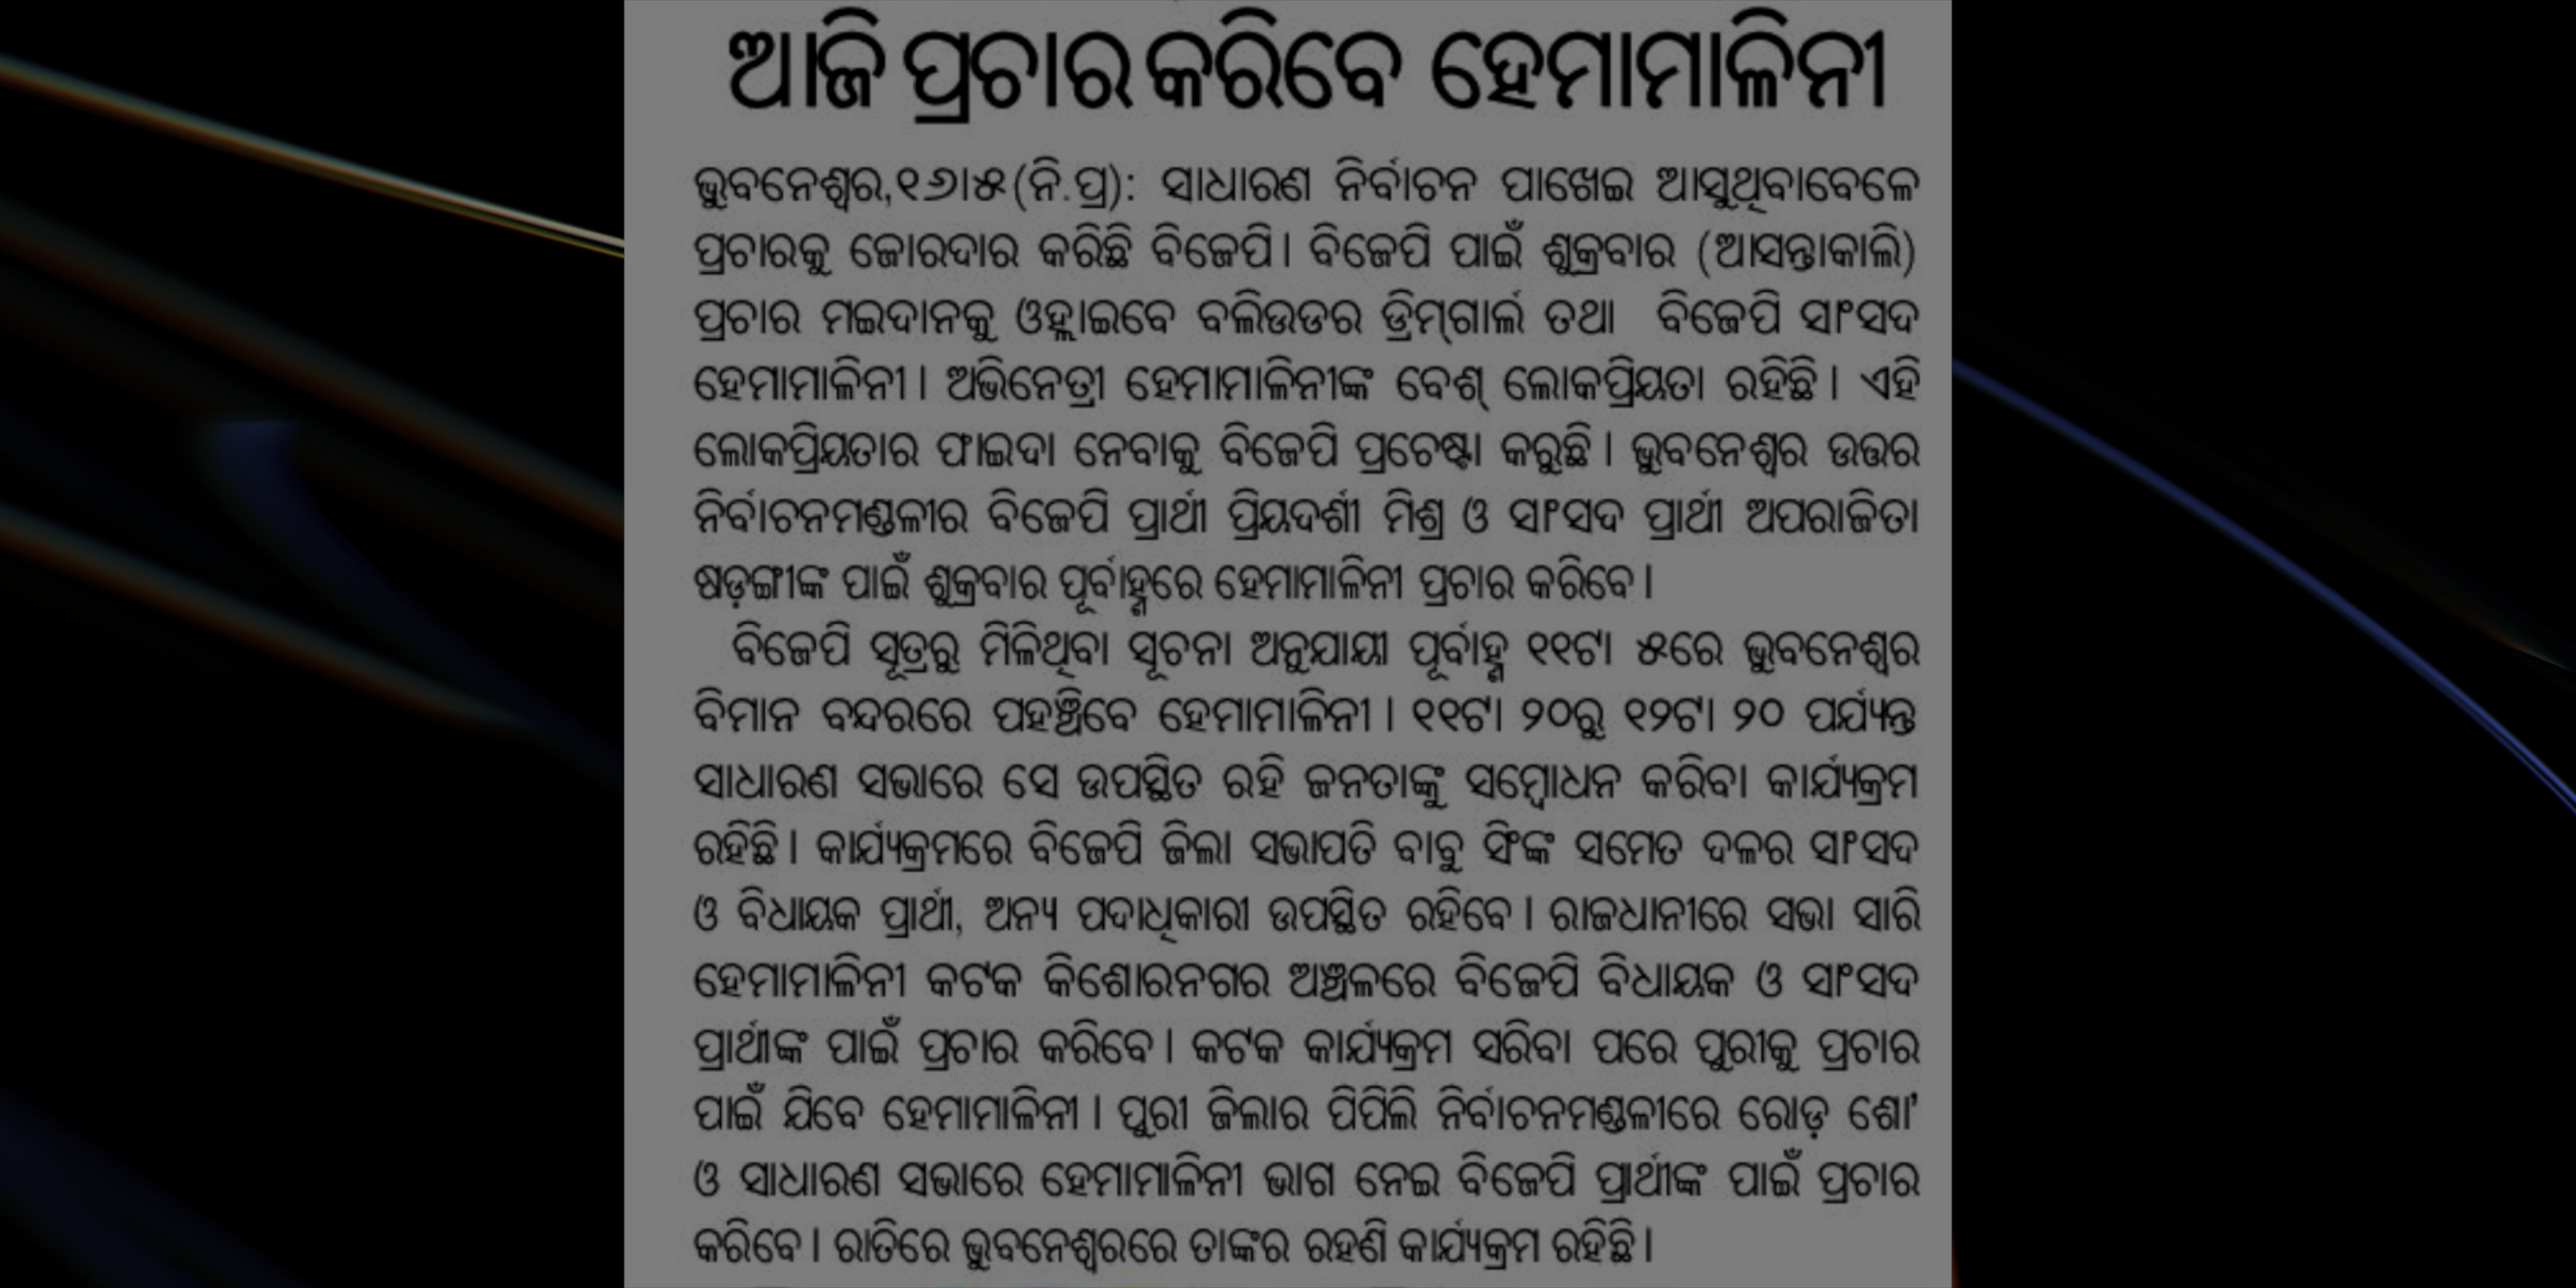 ଆଜି ପ୍ରଚାର କରିବେ ହେମାମାଳିନୀ
ଭୁବନେଶ୍ୱର,୧୬।୫(ନି.ପ୍ର): ସାଧାରଣ ନିର୍ବାଚନ ପାଖେଇ ଆସୁଥିବାବେଳେ
ପ୍ରଚାରକୁ ଜୋରଦାର କରିଛି ବିଜେପି। ବିଜେପି ପାଇଁ ଶୁକ୍ରବାର (ଆସନ୍ତାକାଲି)
ପ୍ରଚାର ମଇଦାନକୁ ଓହ୍ଲାଇବେ ବଲିଉଡର ଡ୍ରିମ୍‌ଗାର୍ଲ ତଥା ବିଜେପି ସାଂସଦ
ହେମାମାଳିନୀ। ଅଭିନେତ୍ରୀ ହେମାମାଳିନୀଙ୍କ ବେଶ୍ ଲୋକପ୍ରିୟତା ରହିଛି। ଏହି
ଲୋକପ୍ରିୟତାର ଫାଇଦା ନେବାକୁ ବିଜେପି ପ୍ରଚେଷ୍ଟା କରୁଛି। ଭୁବନେଶ୍ୱର ଉତ୍ତର
ନିର୍ବାଚନମଣ୍ଡଳୀର ବିଜେପି ପ୍ରାର୍ଥୀ ପ୍ରିୟଦର୍ଶୀ ମିଶ୍ର ଓ ସାଂସଦ ପ୍ରାର୍ଥୀ ଅପରାଜିତା
ଷଡ଼ଙ୍ଗୀଙ୍କ ପାଇଁ ଶୁକ୍ରବାର ପୂର୍ବାହ୍ଣରେ ହେମାମାଳିନୀ ପ୍ରଚାର କରିବେ।
ବିଜେପି ସୂତ୍ରରୁ ମିଳିଥିବା ସୂଚନା ଅନୁଯାୟୀ ପୂର୍ବାହ୍ଣ ୧୧ଟା ୫ରେ ଭୁବନେଶ୍ୱର
ବିମାନ ବନ୍ଦରରେ ପହଞ୍ଚିବେ ହେମାମାଳିନୀ। ୧୧ଟା ୨୦ରୁ ୧୨ଟା ୨୦ ପର୍ଯ୍ୟନ୍ତ
ସାଧାରଣ ସଭାରେ ସେ ଉପସ୍ଥିତ ରହି ଜନତାଙ୍କୁ ସମ୍ବୋଧନ କରିବା କାର୍ଯ୍ୟକ୍ରମ
ରହିଛି। କାର୍ଯ୍ୟକ୍ରମରେ ବିଜେପି ଜିଲା ସଭାପତି ବାବୁ ସିଂଙ୍କ ସମେତ ଦଳର ସାଂସଦ
ଓ ବିଧାୟକ ପ୍ରାର୍ଥୀ, ଅନ୍ୟ ପଦାଧିକାରୀ ଉପସ୍ଥିତ ରହିବେ। ରାଜଧାନୀରେ ସଭା ସାରି
ହେମାମାଳିନୀ କଟକ କିଶୋରନଗର ଅଞ୍ଚଳରେ ବିଜେପି ବିଧାୟକ ଓ ସାଂସଦ
ପ୍ରାର୍ଥୀଙ୍କ ପାଇଁ ପ୍ରଚାର କରିବେ। କଟକ କାର୍ଯ୍ୟକ୍ରମ ସରିବା ପରେ ପୁରୀକୁ ପ୍ରଚାର
ପାଇଁ ଯିବେ ହେମାମାଳିନୀ। ପୁରୀ ଜିଲାର ପିପିଲି ନିର୍ବାଚନମଣ୍ଡଳୀରେ ରୋଡ଼ ଶୋ’
ଓ ସାଧାରଣ ସଭାରେ ହେମାମାଳିନୀ ଭାଗ ନେଇ ବିଜେପି ପ୍ରାର୍ଥୀଙ୍କ ପାଇଁ ପ୍ରଚାର
କରିବେ। ରାତିରେ ଭୁବନେଶ୍ୱରରେ ତାଙ୍କର ରହଣି କାର୍ଯ୍ୟକ୍ରମ ରହିଛି।